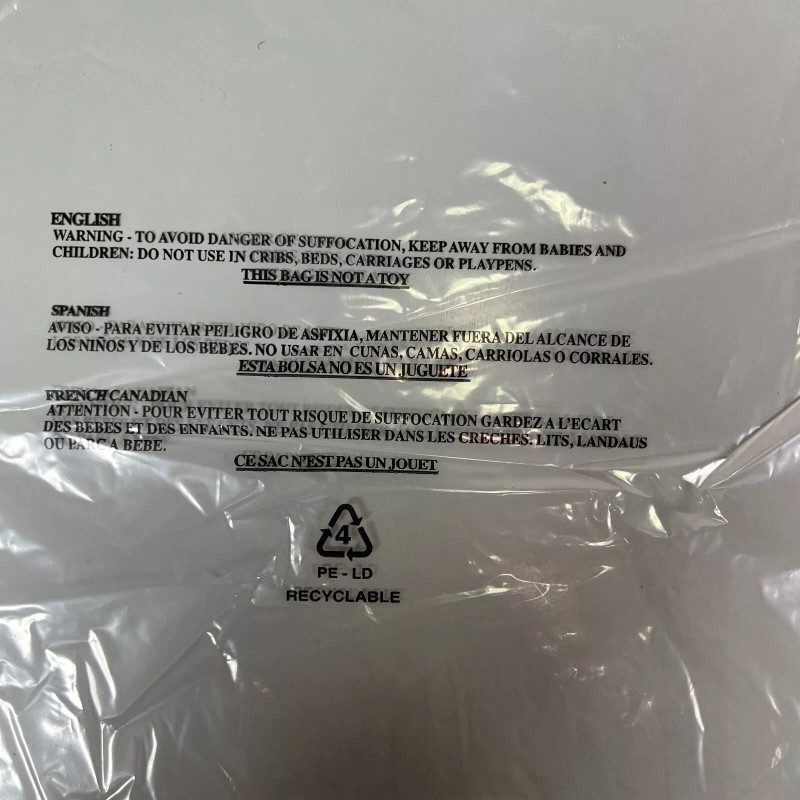 ENGLISH
WARNING - TO AVOID DANGER OF SUFFOCATION, KEEP AWAY FROM BABIES AND
CHILDREN: DO NOT USE IN CRIBS, BEDS, CARRIAGES OR PLAYPENS.
THIS BAG IS NOT A TOY
SPANISH
AVISO - PARA EVITAR PELIGRO DE ASFIXIA, MANTENER FUERA DEL ALCANCE DE
LOS NIÑOS Y DE LOS BEBES. NO USAR EN CUNAS, CAMAS, CARRIOLAS O CORRALES.
ESTA BOLSA NO ES UN JUGUETE
FRENCH CANADIAN
ATTENTION - POUR EVITER TOUT RISQUE DE SUFFOCATION GARDEZ A L'ECART
DES BEBES ET DES ENFANTS. NE PAS UTILISER DANS LES CRECHES, LITS, LANDAUS
OU PARC A BEBE.
CE SAC N'EST PAS UN JOUET
4
PE - LD
RECYCLABLE